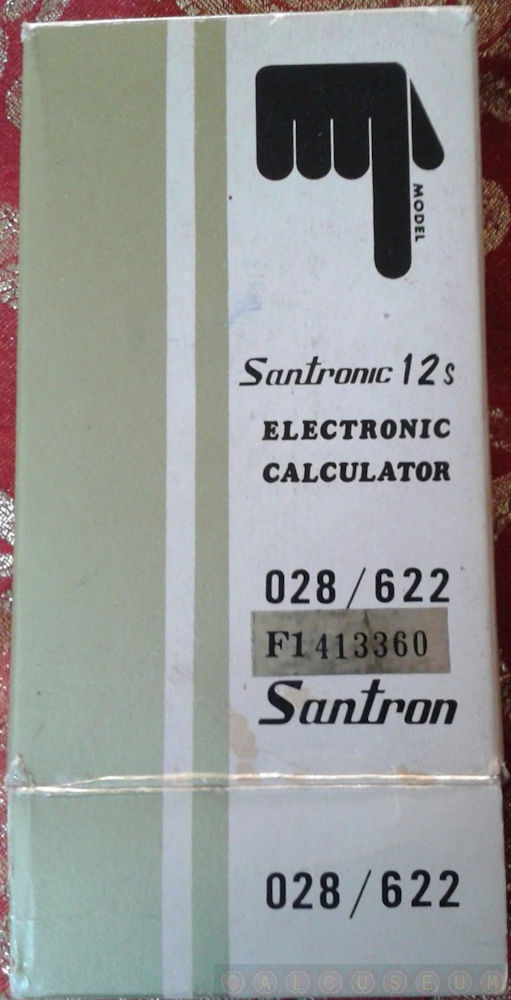 MODEL
Santronic 12s
ELECTRONIC
CALCULATOR
028/622
F1413360
Santron
028/622
CALCUSEUM